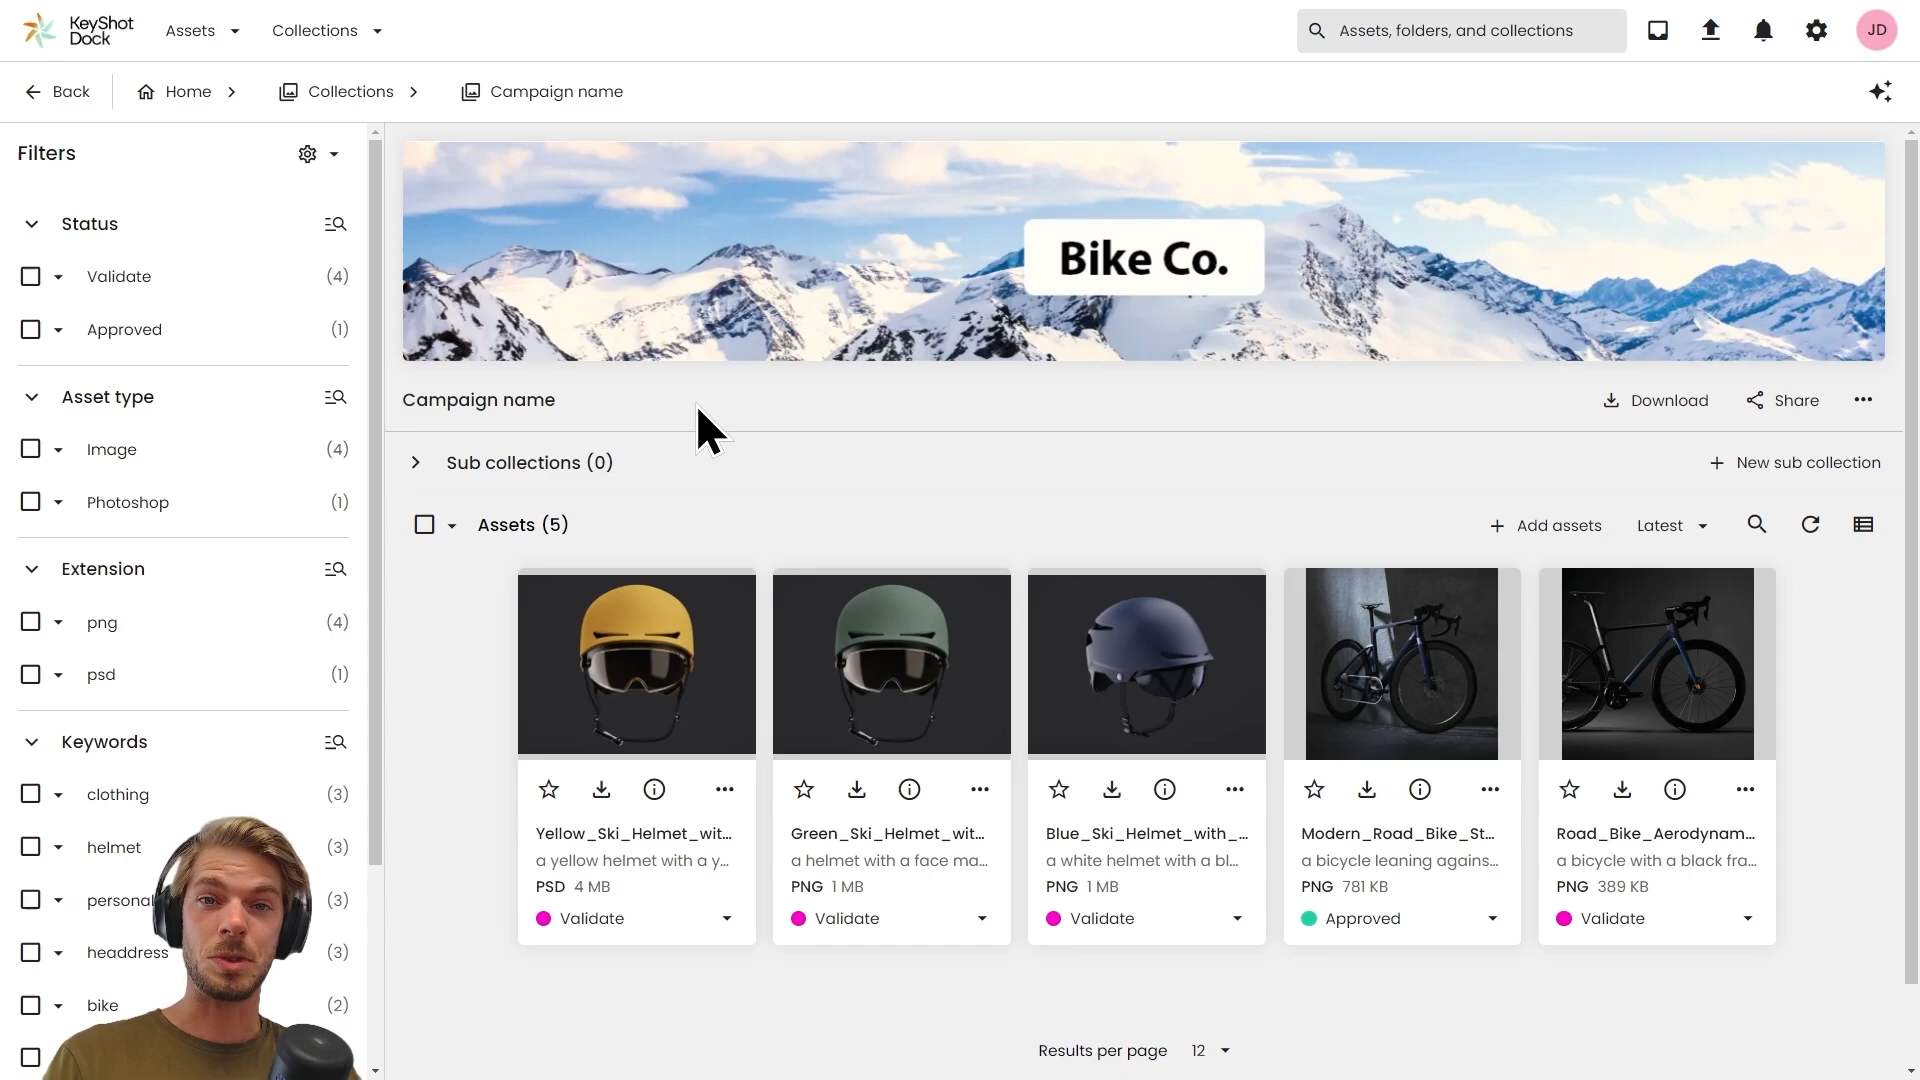 KeyShot
Dock
Assets
Collections
Assets, folders, and collections
JD
Back
Home
Collections
Campaign name
Filters
Status
Validate (4)
Approved (1)
Asset type
Image (4)
Photoshop (1)
Extension
png (4)
psd (1)
Keywords
clothing (3)
helmet (3)
personal (3)
headdress (3)
bike (2)
Bike Co.
Campaign name
Download
Share
Sub collections (0)
New sub collection
Assets (5)
Add assets
Latest
Yellow_Ski_Helmet_wit...
a yellow helmet with a y...
PSD 4 MB
Validate
Green_Ski_Helmet_wit...
a helmet with a face ma...
PNG 1 MB
Validate
Blue_Ski_Helmet_with_...
a white helmet with a bl...
PNG 1 MB
Validate
Modern_Road_Bike_St...
a bicycle leaning agains...
PNG 781 KB
Approved
Road_Bike_Aerodynam...
a bicycle with a black fra...
PNG 389 KB
Validate
Results per page 12